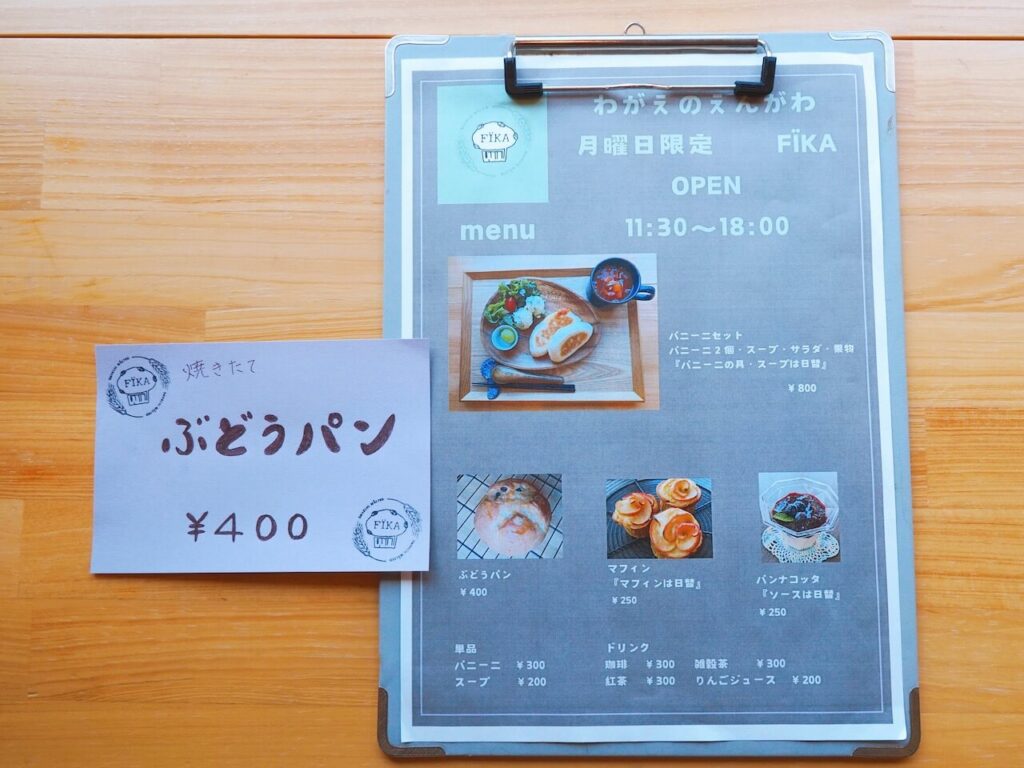 FÏKA
焼きたて
ぶどうパン
¥400
FÏKA
FÏKA
わがえのえんがわ
月曜日限定 FÏKA
OPEN
11:30〜18:00
menu
パニーニセット
パニーニ2個・スープ・サラダ・果物
『パニーニの具・スープは日替』
¥800
ぶどうパン
¥400
マフィン
『マフィンは日替』
¥250
パンナコッタ
『ソースは日替』
¥250
単品
パニーニ ¥300
スープ ¥200
ドリンク
珈琲 ¥300 雑穀茶 ¥300
紅茶 ¥300 りんごジュース ¥200